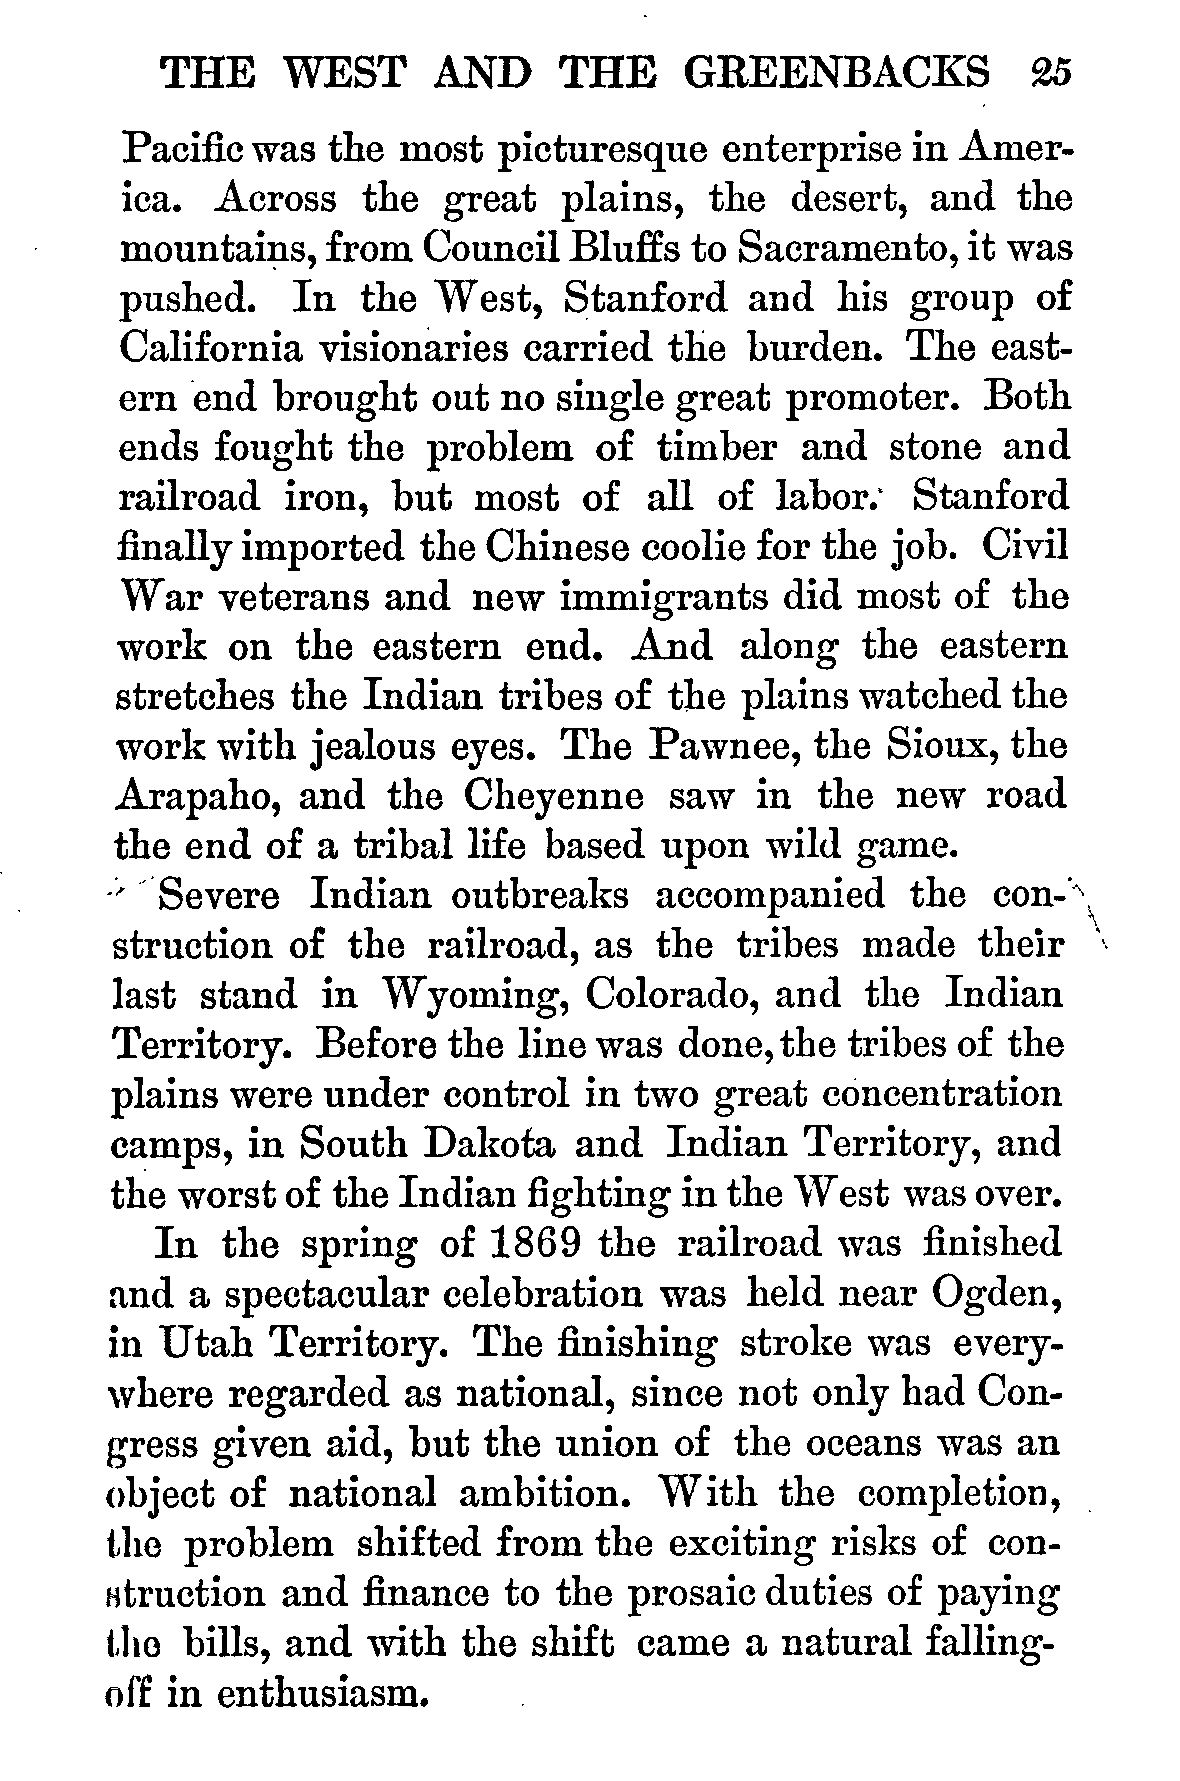 THE WEST AND THE GREENBACKS 25
Pacific was the most picturesque enterprise in Amer-
ica. Across the great plains, the desert, and the
mountains, from Council Bluffs to Sacramento, it was
pushed. In the West, Stanford and his group of
California visionaries carried the burden. The east-
ern end brought out no single great promoter. Both
ends fought the problem of timber and stone and
railroad iron, but most of all of labor. Stanford
finally imported the Chinese coolie for the job. Civil
War veterans and new immigrants did most of the
work on the eastern end. And along the eastern
stretches the Indian tribes of the plains watched the
work with jealous eyes. The Pawnee, the Sioux, the
Arapaho, and the Cheyenne saw in the new road
the end of a tribal life based upon wild game.
Severe Indian outbreaks accompanied the con-
struction of the railroad, as the tribes made their
last stand in Wyoming, Colorado, and the Indian
Territory. Before the line was done, the tribes of the
plains were under control in two great concentration
camps, in South Dakota and Indian Territory, and
the worst of the Indian fighting in the West was over.
In the spring of 1869 the railroad was finished
and a spectacular celebration was held near Ogden,
in Utah Territory. The finishing stroke was every-
where regarded as national, since not only had Con-
gress given aid, but the union of the oceans was an
object of national ambition. With the completion,
the problem shifted from the exciting risks of con-
struction and finance to the prosaic duties of paying
the bills, and with the shift came a natural falling-
off in enthusiasm.